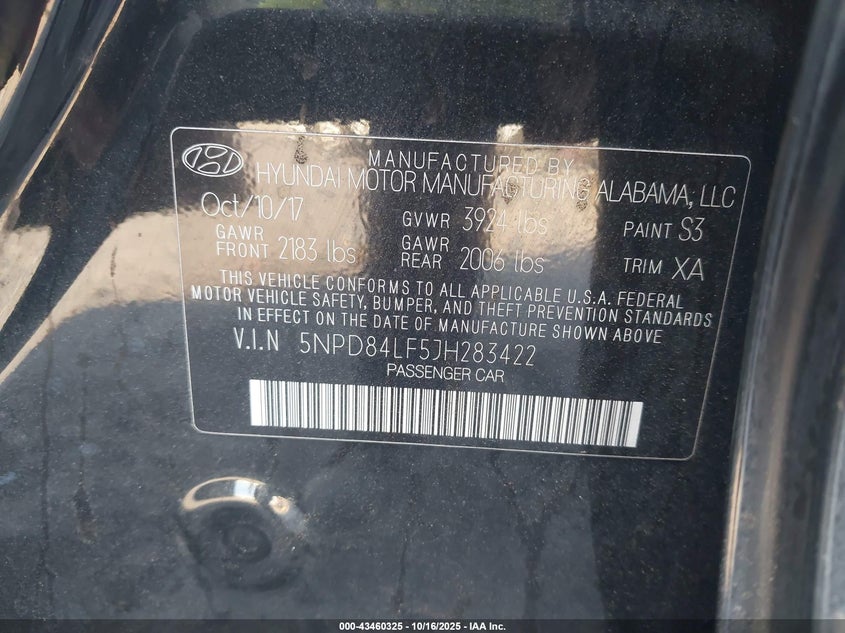 MANUFACTURED BY
HYUNDAI MOTOR MANUFACTURING ALABAMA, LLC
Oct/10/17 GVWR 3924 lbs PAINT S3
GAWR FRONT 2183 lbs GAWR REAR 2006 lbs TRIM XA
THIS VEHICLE CONFORMS TO ALL APPLICABLE U.S.A. FEDERAL
MOTOR VEHICLE SAFETY, BUMPER, AND THEFT PREVENTION STANDARDS
IN EFFECT ON THE DATE OF MANUFACTURE SHOWN ABOVE
V.I.N 5NPD84LF5JH283422
PASSENGER CAR
000-43460325 - 10/16/2025 - IAA Inc.